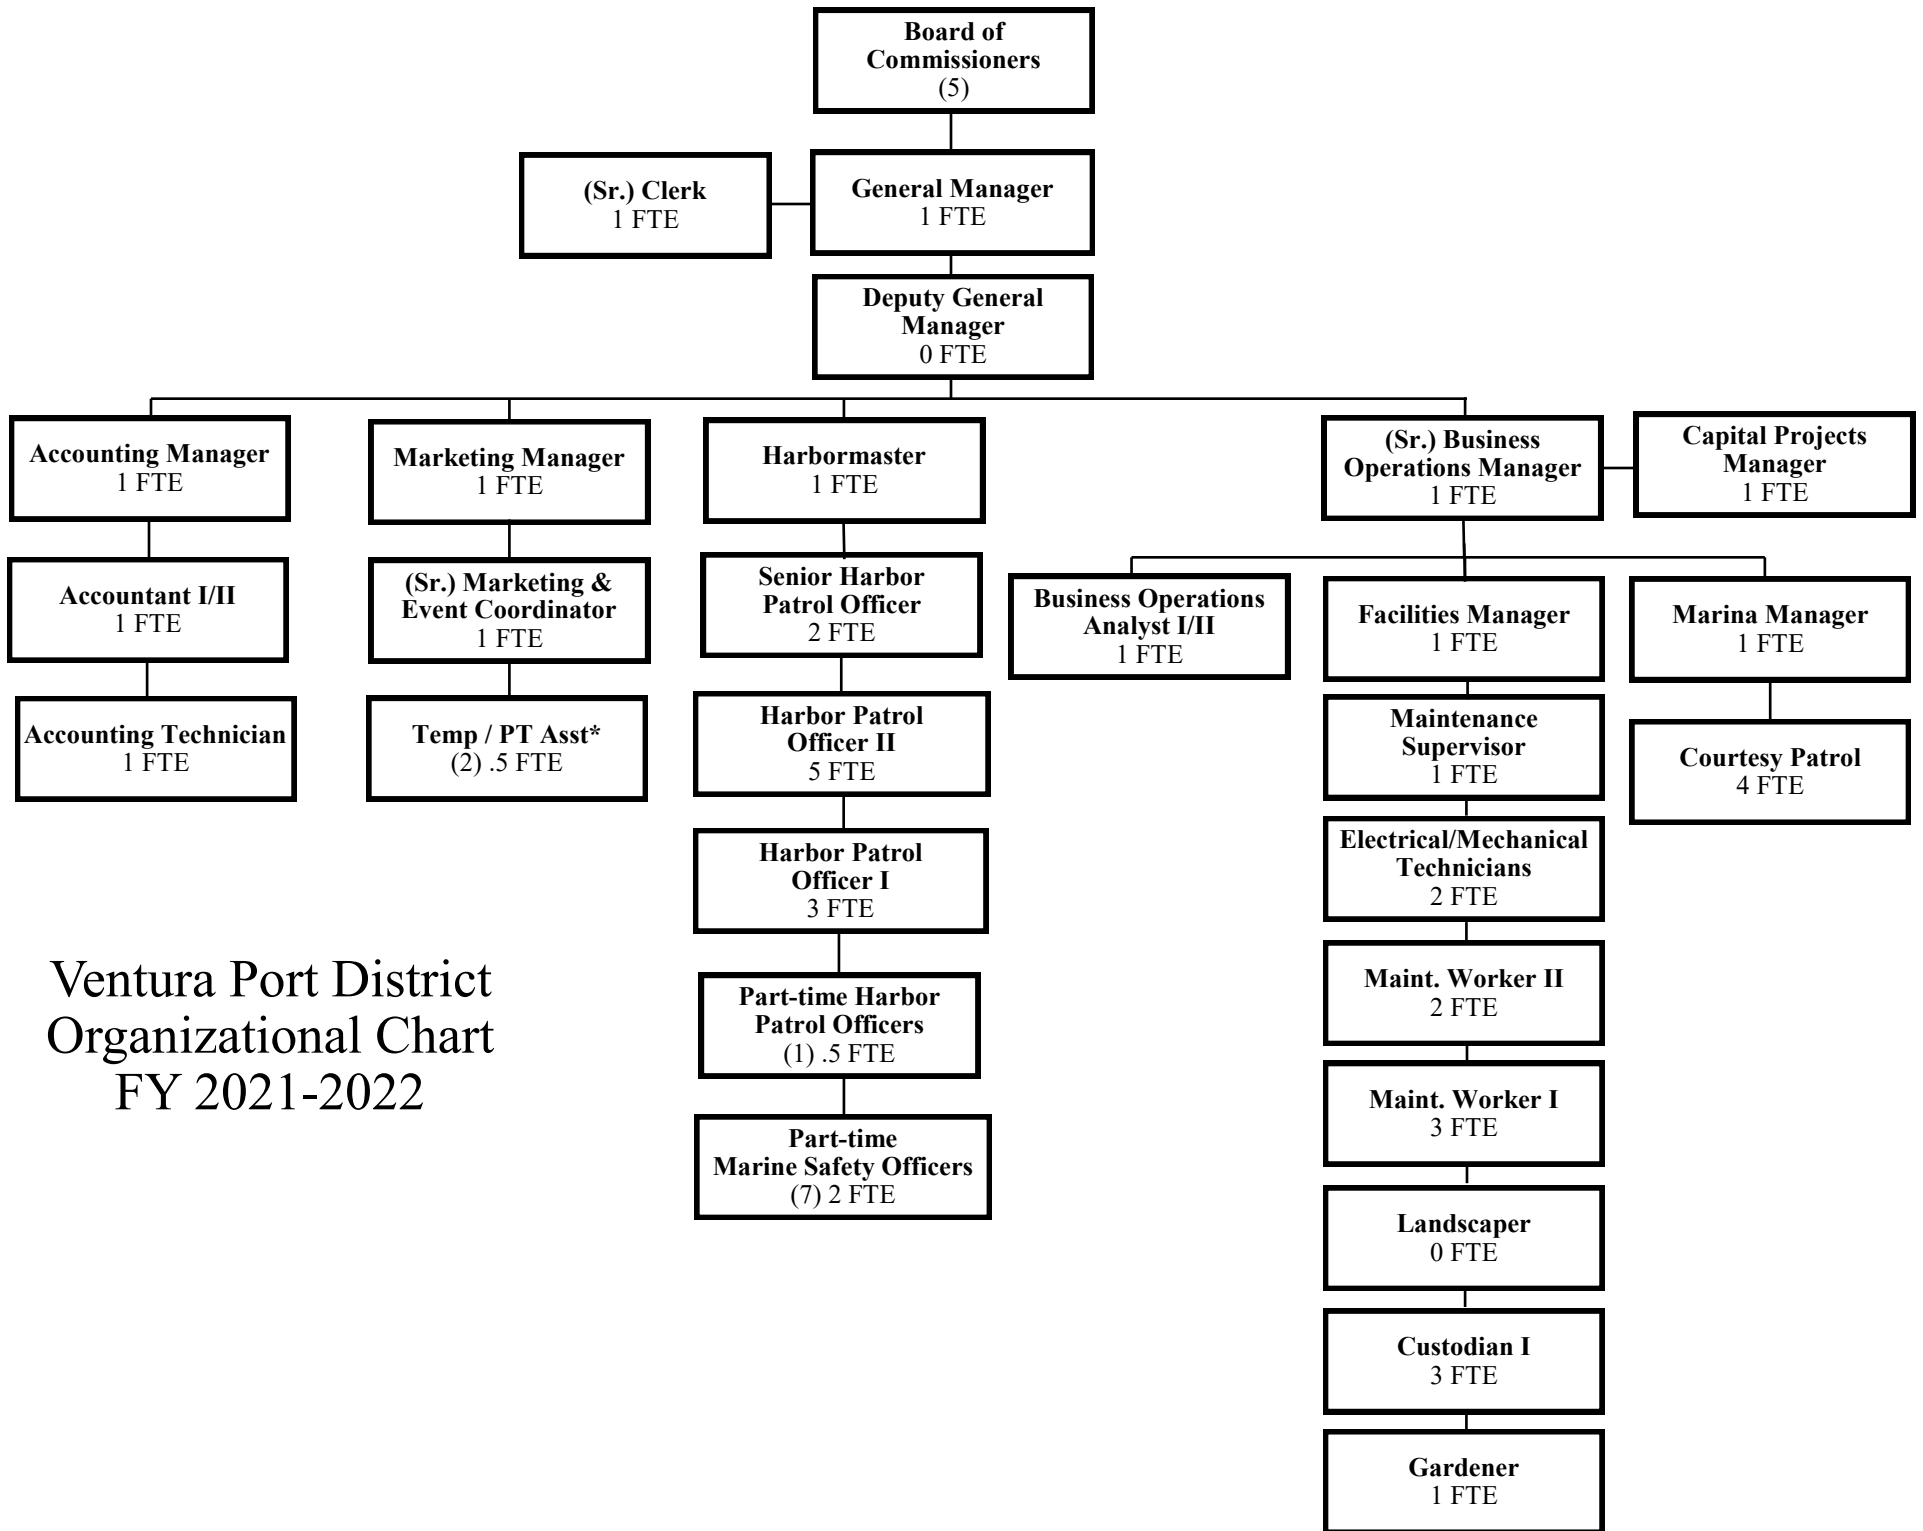 Board of
Commissioners
(5)
(Sr.) Clerk
1 FTE
General Manager
1 FTE
Deputy General
Manager
0 FTE
Accounting Manager
1 FTE
Marketing Manager
1 FTE
Harbormaster
1 FTE
(Sr.) Business
Operations Manager
1 FTE
Capital Projects
Manager
1 FTE
Accountant I/II
1 FTE
(Sr.) Marketing &
Event Coordinator
1 FTE
Senior Harbor
Patrol Officer
2 FTE
Business Operations
Analyst I/II
1 FTE
Facilities Manager
1 FTE
Marina Manager
1 FTE
Accounting Technician
1 FTE
Temp / PT Asst*
(2) .5 FTE
Harbor Patrol
Officer II
5 FTE
Maintenance
Supervisor
1 FTE
Courtesy Patrol
4 FTE
Harbor Patrol
Officer I
3 FTE
Electrical/Mechanical
Technicians
2 FTE
Ventura Port District
Organizational Chart
FY 2021-2022
Part-time Harbor
Patrol Officers
(1) .5 FTE
Maint. Worker II
2 FTE
Part-time
Marine Safety Officers
(7) 2 FTE
Maint. Worker I
3 FTE
Landscaper
0 FTE
Custodian I
3 FTE
Gardener
1 FTE